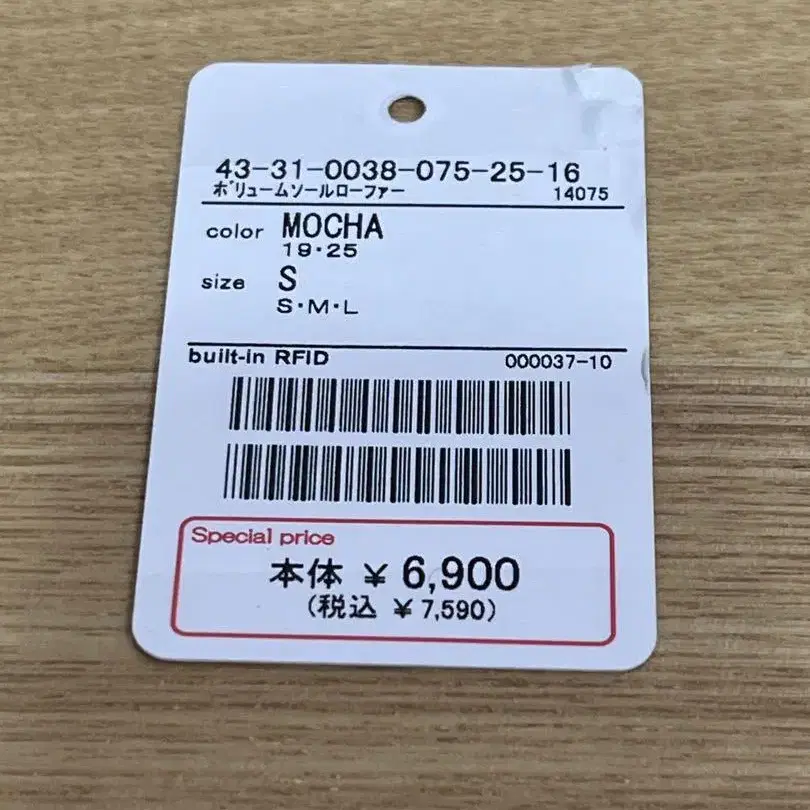 43-31-0038-075-25-16
ボリュームソールローファー 14075
color MOCHA
19・25
size S
S・M・L
built-in RFID 000037-10
Special price
本体 ¥ 6,900
(税込 ¥ 7,590)